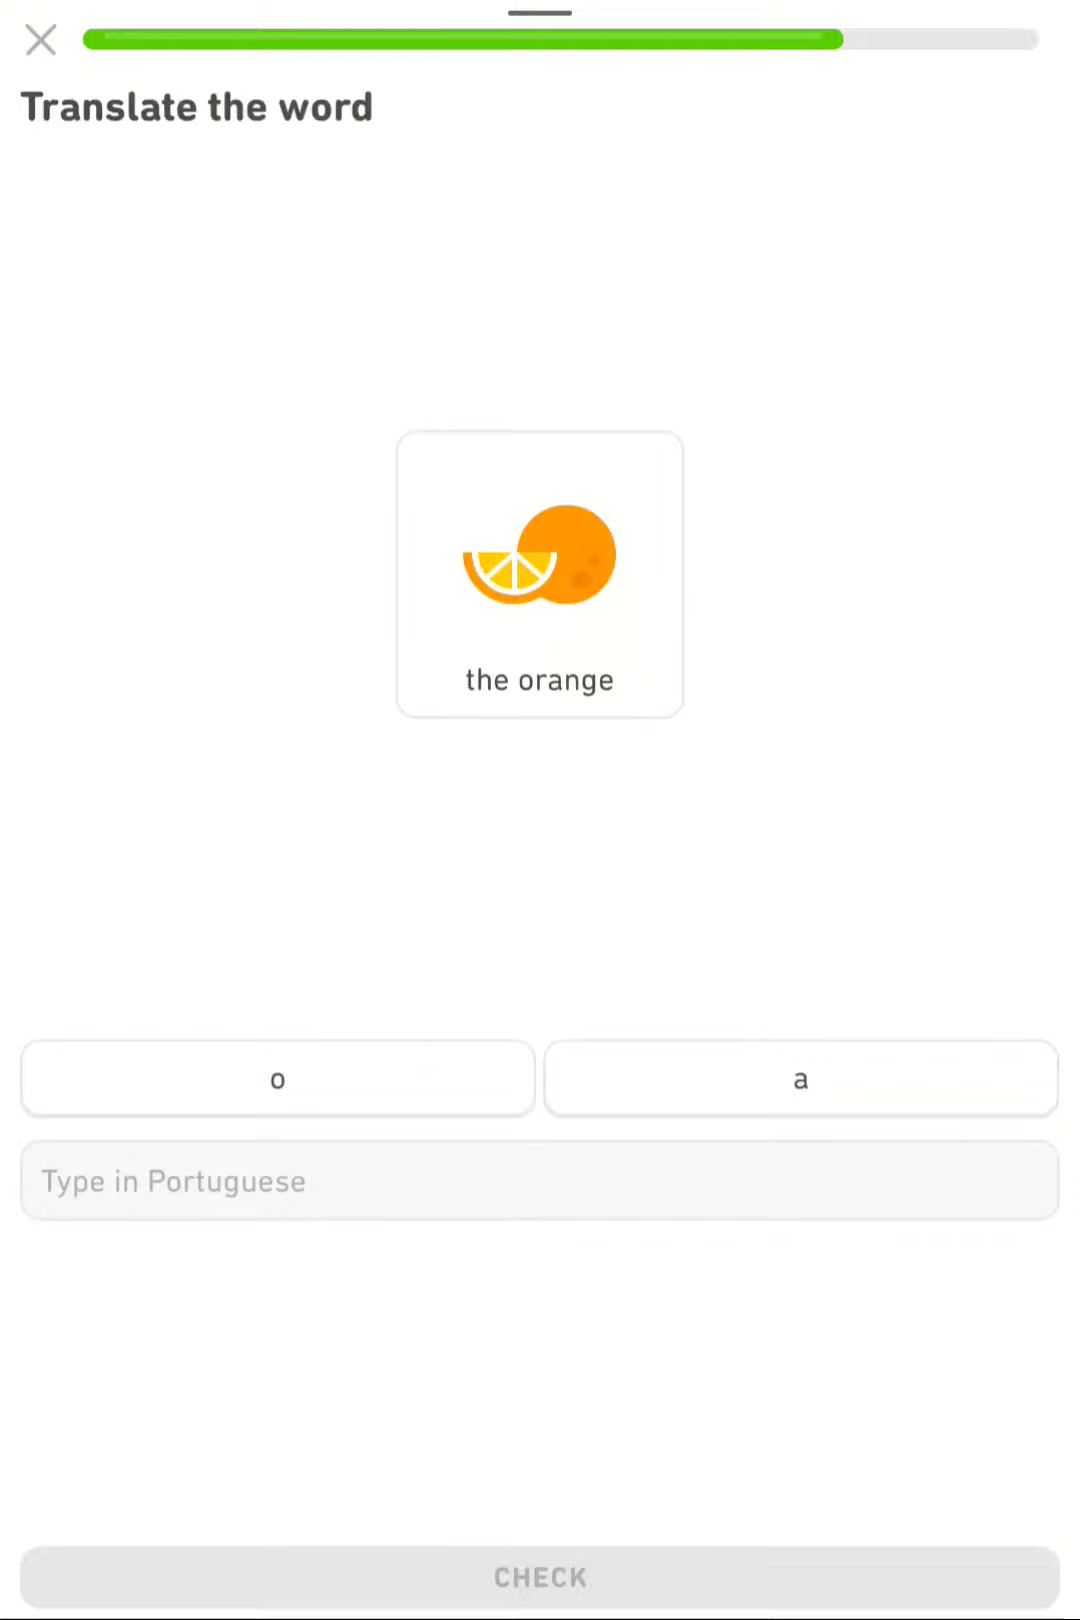 Translate the word
the orange
o
a
Type in Portuguese
CHECK